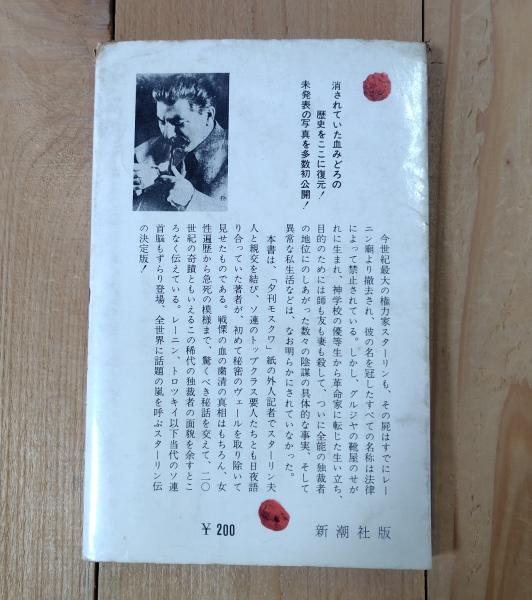 消されていた血みどろの
歴史をここに復元!
未発表の写真を多数初公開!
今世紀最大の権力家スターリンも、その屍はすでにレー
ニン廟より撤去され、彼の名を冠したすべての名称は法律
によって禁止されている。しかし、グルジヤの靴屋のせが
れに生まれ、神学校の優等生から革命家に転じた生い立ち、
目的のためには師も友も妻も殺して、ついに全能の独裁者
の地位にのしあがった数々の陰謀の具体的な事実、そして
異常な私生活などは、なお明らかにされていなかった。
本書は、「夕刊モスクワ」紙の外人記者でスターリン夫
人と親交を結び、ソ連のトップクラス要人たちとも日夜語
り合っていた著者が、初めて秘密のヴェールを取り除いて
見せたものである。戦慄の血の粛清の真相はもちろん、女
性遍歴から急死の模様まで、驚くべき秘話を交えて、二〇
世紀の奇蹟ともいえるこの稀代の独裁者の面貌を余すとこ
ろなく伝えている。レーニン、トロツキイ以下当代のソ連
首脳もずらり登場、全世界に話題の嵐を呼ぶスターリン伝
の決定版!
¥ 200
新潮社版